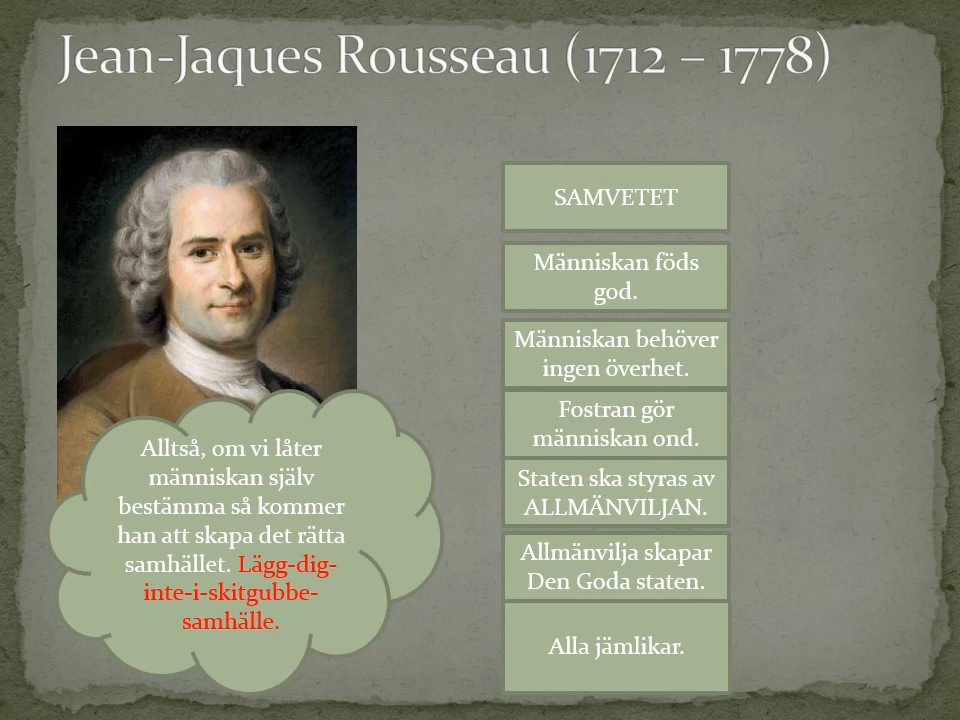 Jean-Jaques Rousseau (1712 – 1778)
SAMVETET
Människan föds
god.
Människan behöver
ingen överhet.
Fostran gör
människan ond.
Staten ska styras av
ALLMÄNVILJAN.
Allmänvilja skapar
Den Goda staten.
Alla jämlikar.
Alltså, om vi låter
människan själv
bestämma så kommer
han att skapa det rätta
samhället. Lägg-dig-
inte-i-skitgubbe-
samhälle.